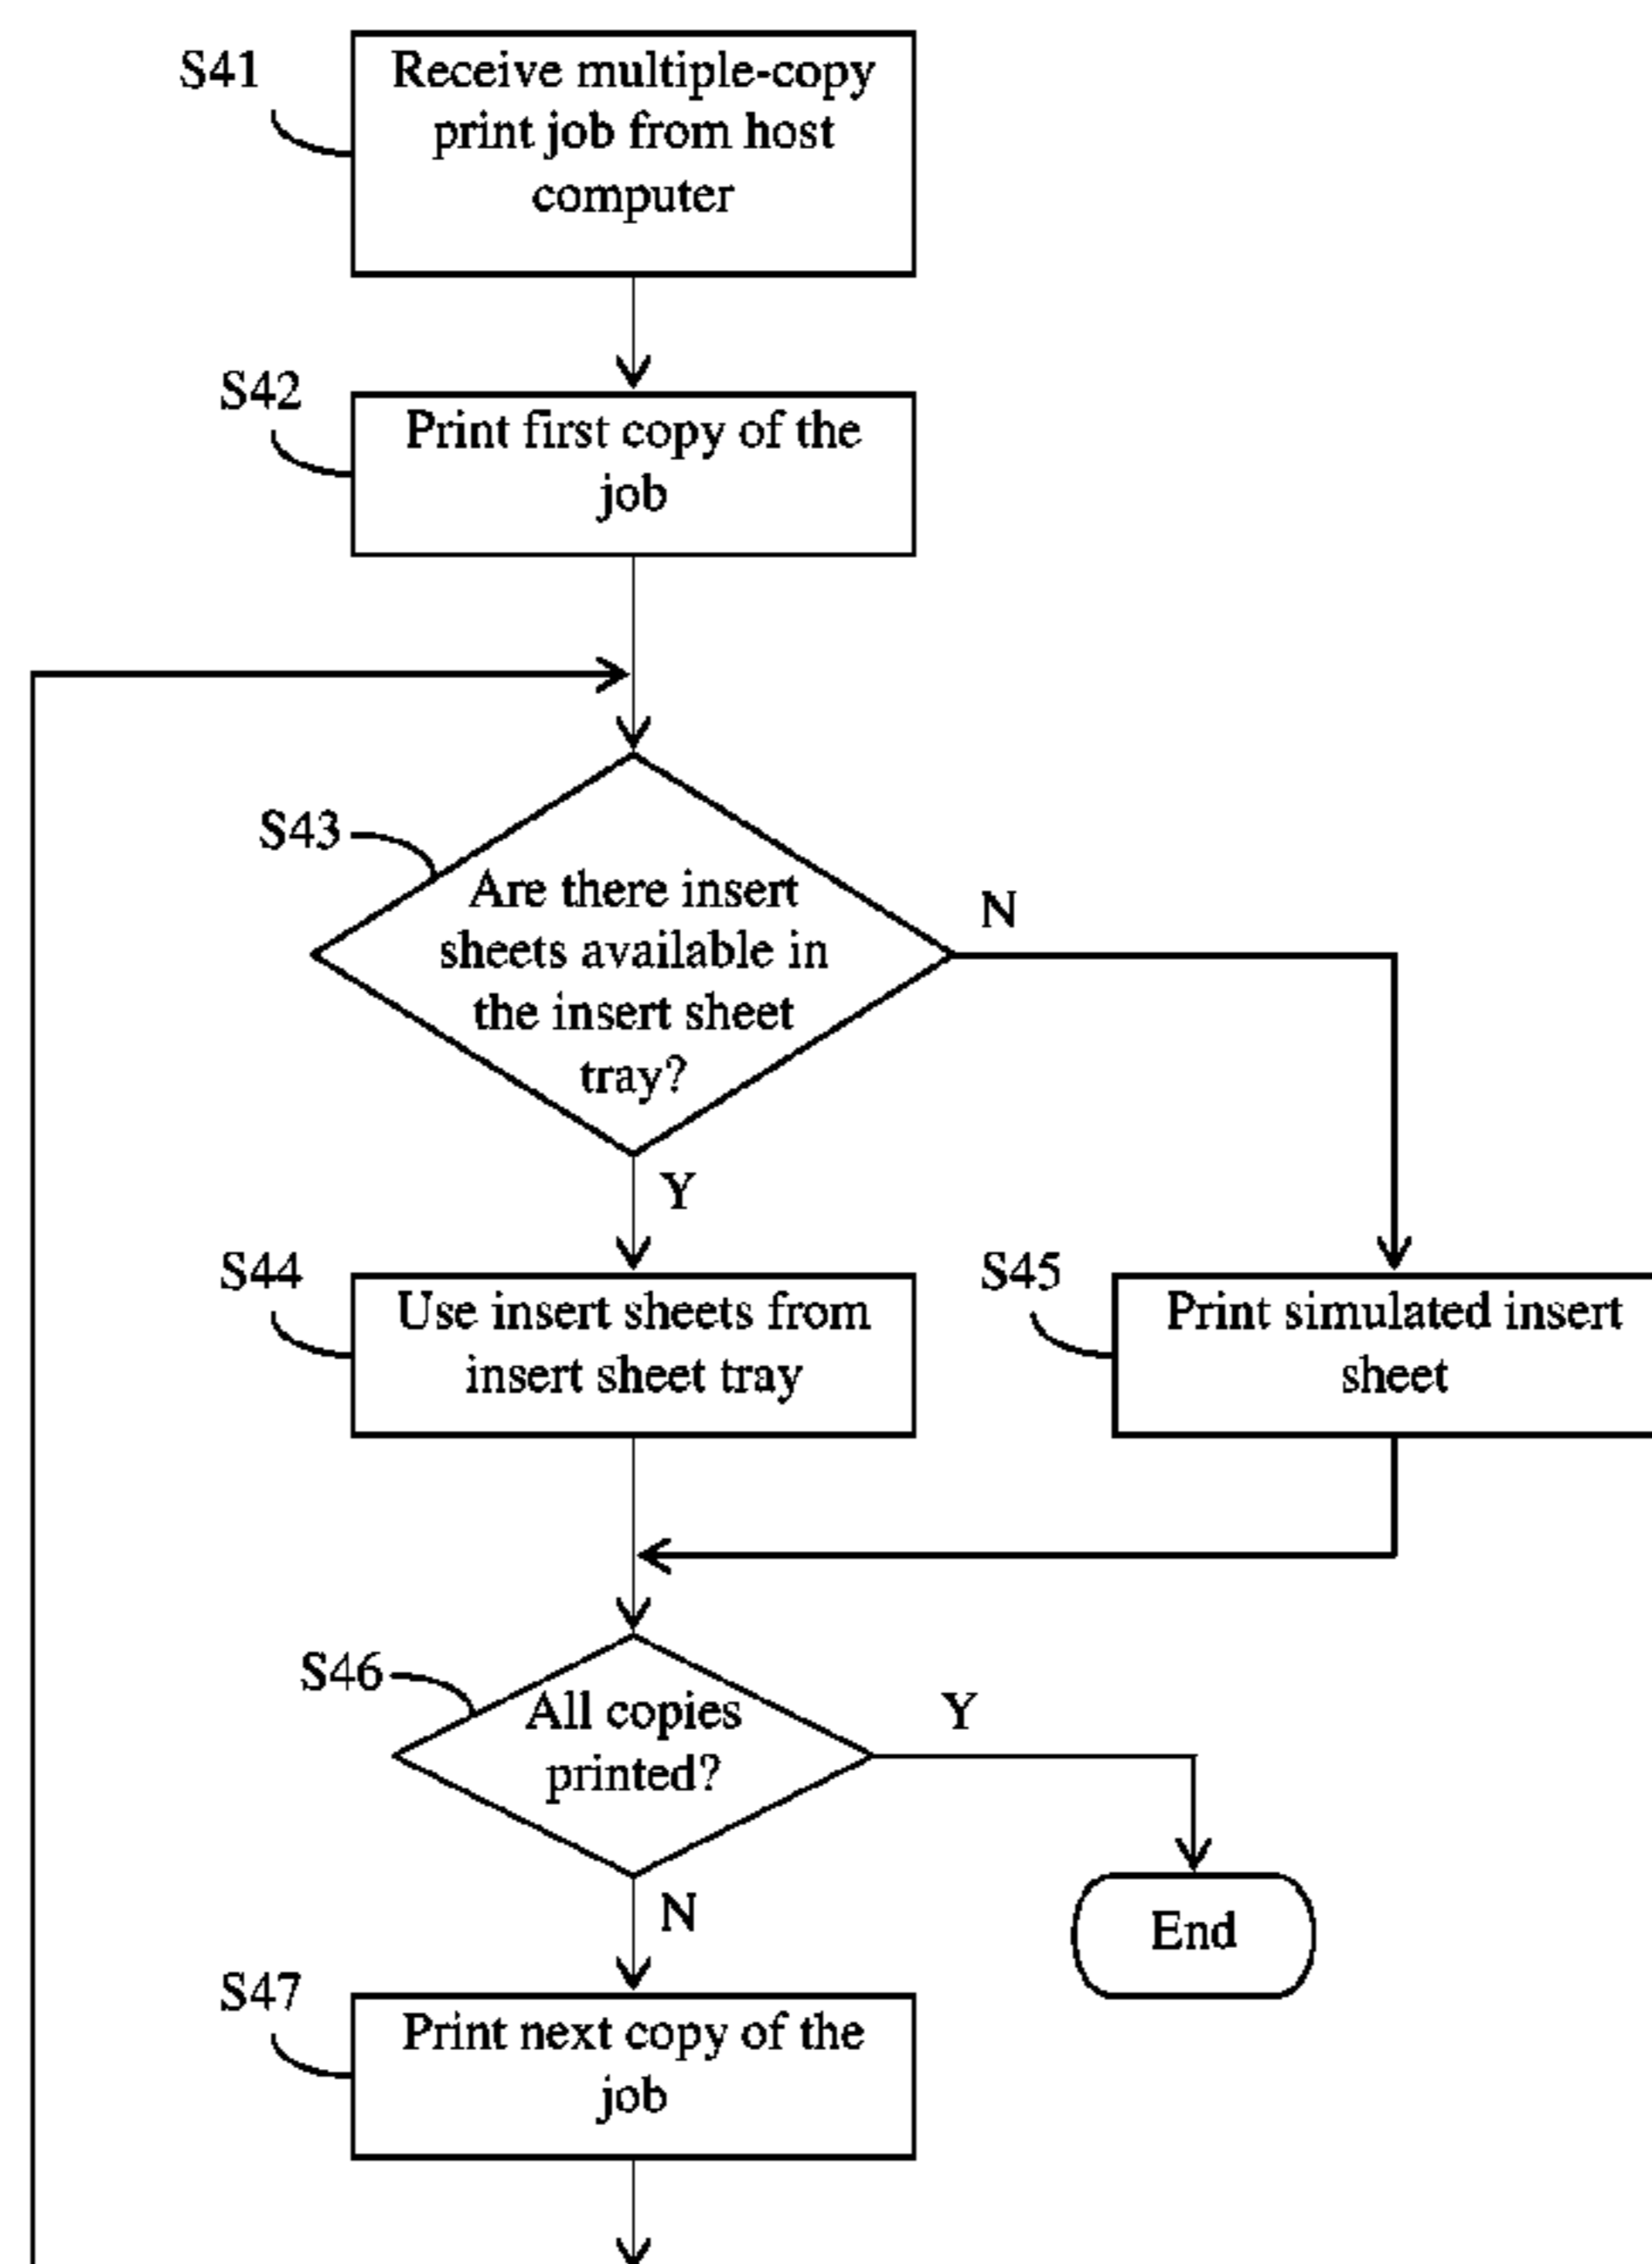 S41
Receive multiple-copy
print job from host
computer
S42
Print first copy of the
job
S43
Are there insert
sheets available in
the insert sheet
tray?
N
Y
S44
Use insert sheets from
insert sheet tray
S45
Print simulated insert
sheet
S46
All copies
printed?
Y
N
End
S47
Print next copy of the
job